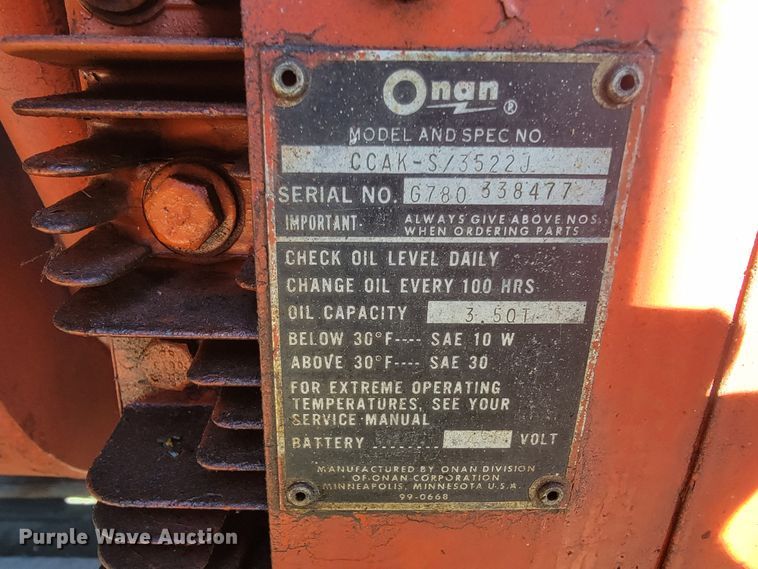 Onan ®
MODEL AND SPEC NO.
CCAK-S/3522J
SERIAL NO. G780 338477
IMPORTANT- ALWAYS GIVE ABOVE NOS.
WHEN ORDERING PARTS
CHECK OIL LEVEL DAILY
CHANGE OIL EVERY 100 HRS
OIL CAPACITY 3.5QT
BELOW 30°F---- SAE 10 W
ABOVE 30°F---- SAE 30
FOR EXTREME OPERATING
TEMPERATURES, SEE YOUR
SERVICE MANUAL
BATTERY ........ VOLT
MANUFACTURED BY ONAN DIVISION
OF ONAN CORPORATION
MINNEAPOLIS, MINNESOTA U.S.A.
99-0668
Purple Wave Auction